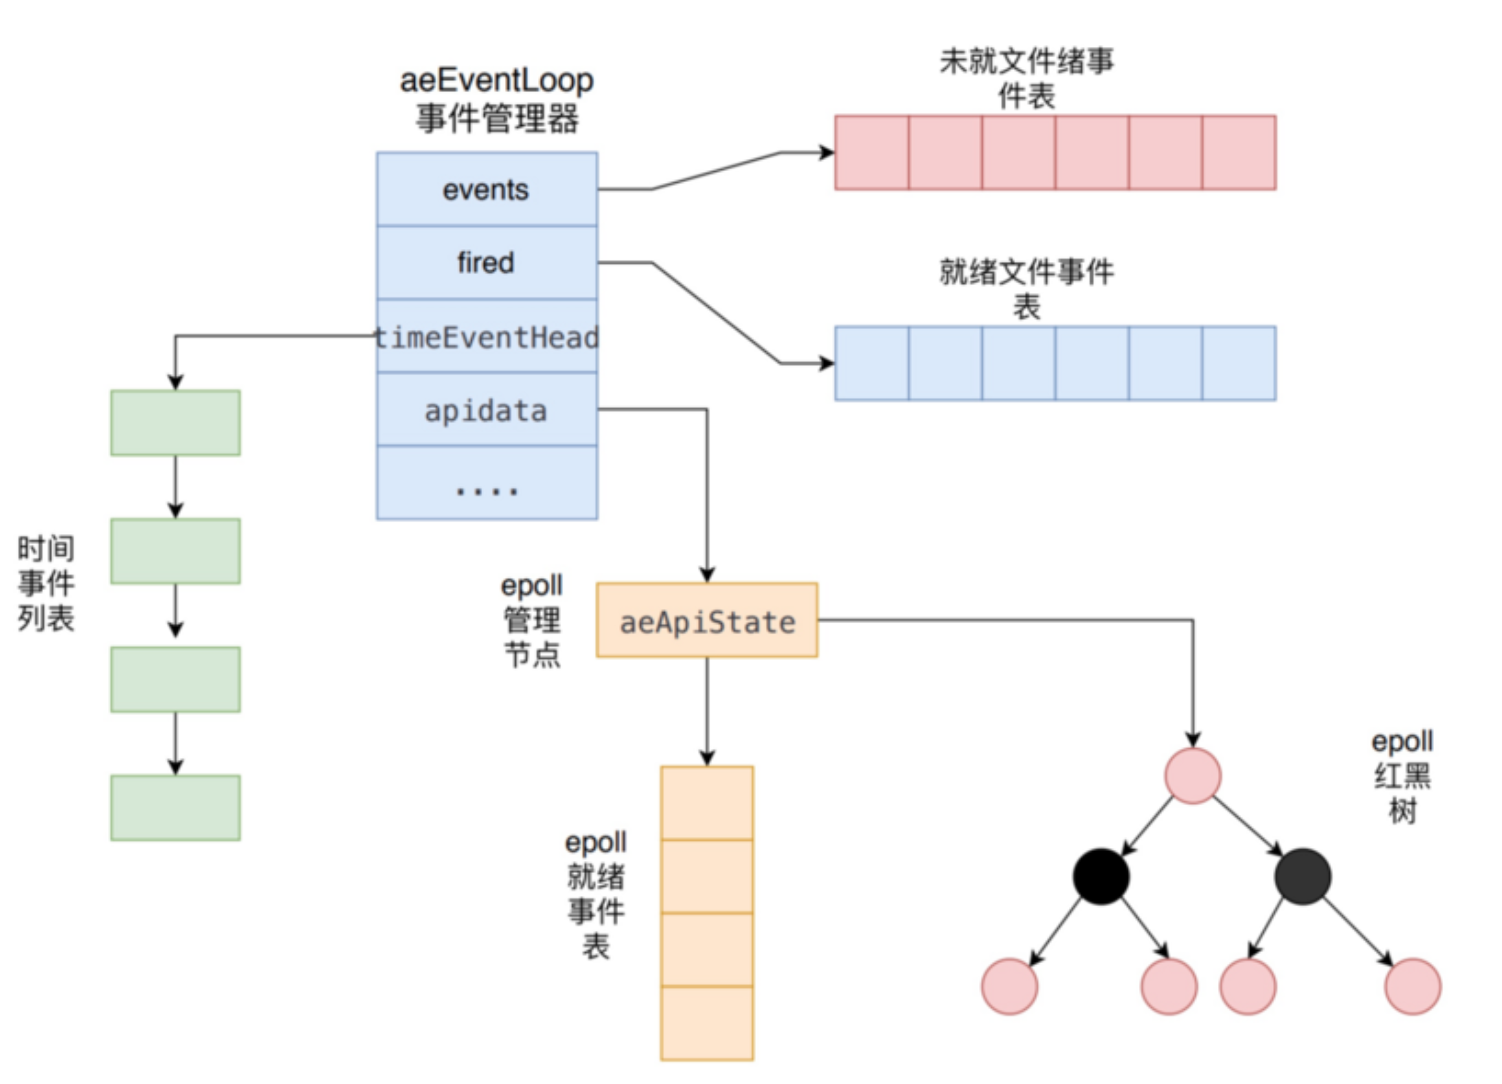 aeEventLoop
事件管理器
events
fired
timeEventHead
apidata
....
未就文件绪事
件表
就绪文件事件
表
时间
事件
列表
epoll
管理
节点
aeApiState
epoll
就绪
事件
表
epoll
红黑
树